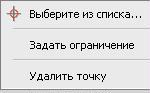 Выберите из списка...
Задать ограничение
Удалить точку